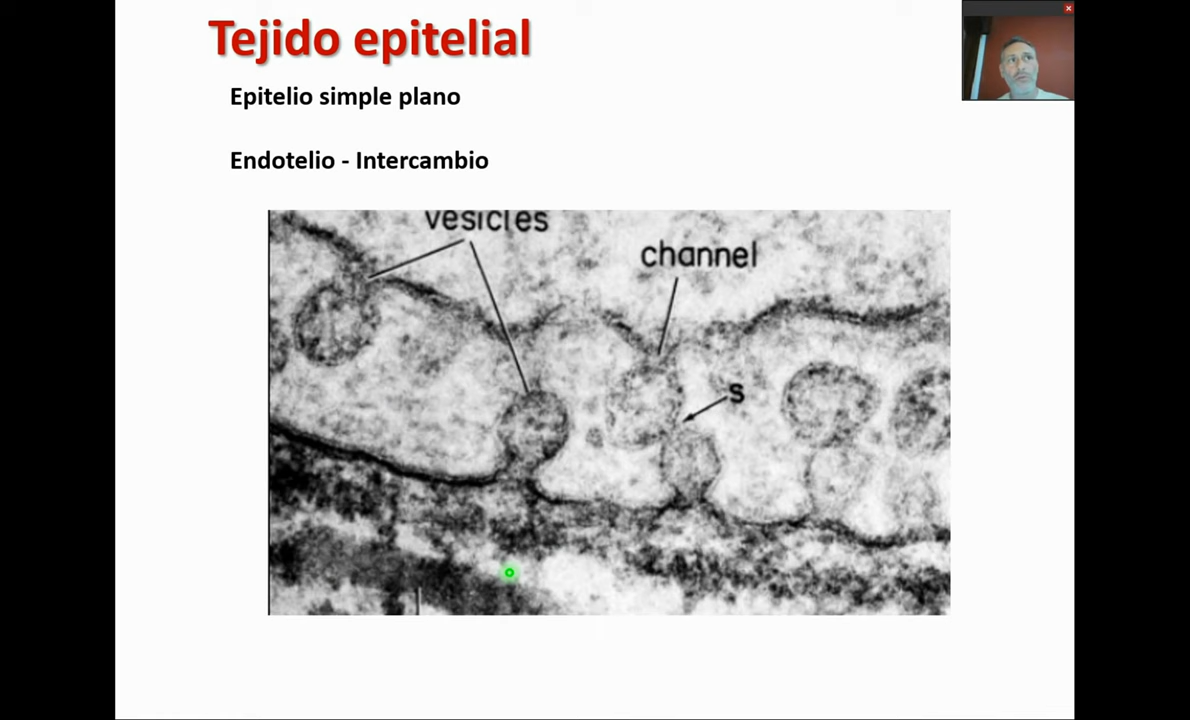 Tejido epitelial
Epitelio simple plano
Endotelio - Intercambio
vesicles
channel
s